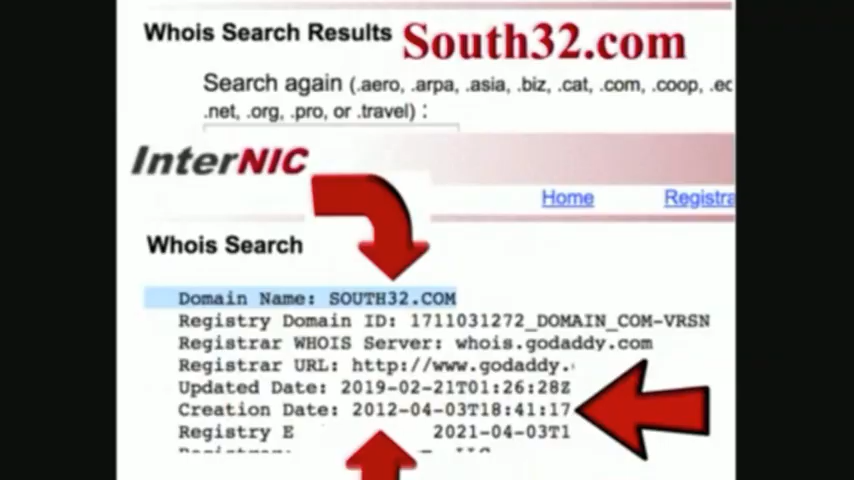 Whois Search Results South32.com
Search again (.aero, .arpa, .asia, .biz, .cat, .com, .coop,
.net, .org, .pro, or .travel) :
InterNIC
Home Registra
Whois Search
Domain Name: SOUTH32.COM
Registry Domain ID: 1711031272_DOMAIN_COM-VRSN
Registrar WHOIS Server: whois.godaddy.com
Registrar URL: http://www.godaddy.
Updated Date: 2019-02-21T01:26:28Z
Creation Date: 2012-04-03T18:41:17
Registry E 2021-04-03T1